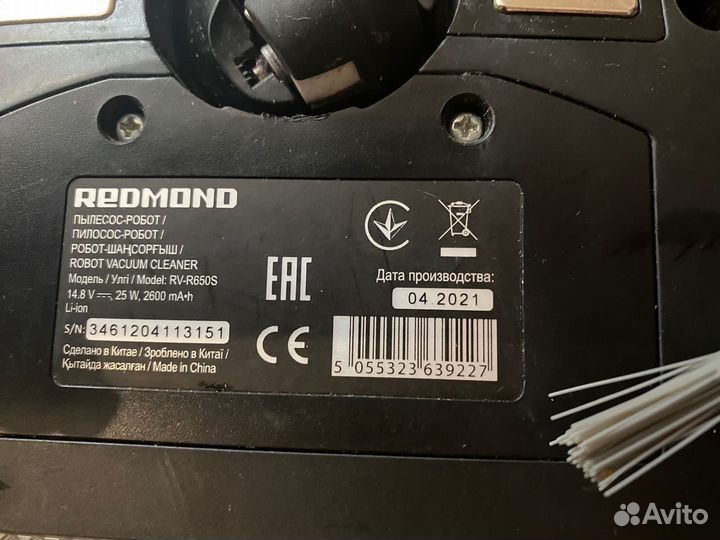 REDMOND
ПЫЛЕСОС-РОБОТ /
ПИЛОСОС-РОБОТ /
РОБОТ-ШАҢСОРҒЫШ /
ROBOT VACUUM CLEANER
Модель / Улгі / Model: RV-R650S
14.8 V ⎓, 25 W, 2600 mA•h
Li-ion
S/N: 3461204113151
Сделано в Китае / Зроблено в Китаї /
Қытайда жасалған / Made in China
EAC
CE
Дата производства:
04 2021
5 055323 639227
Avito